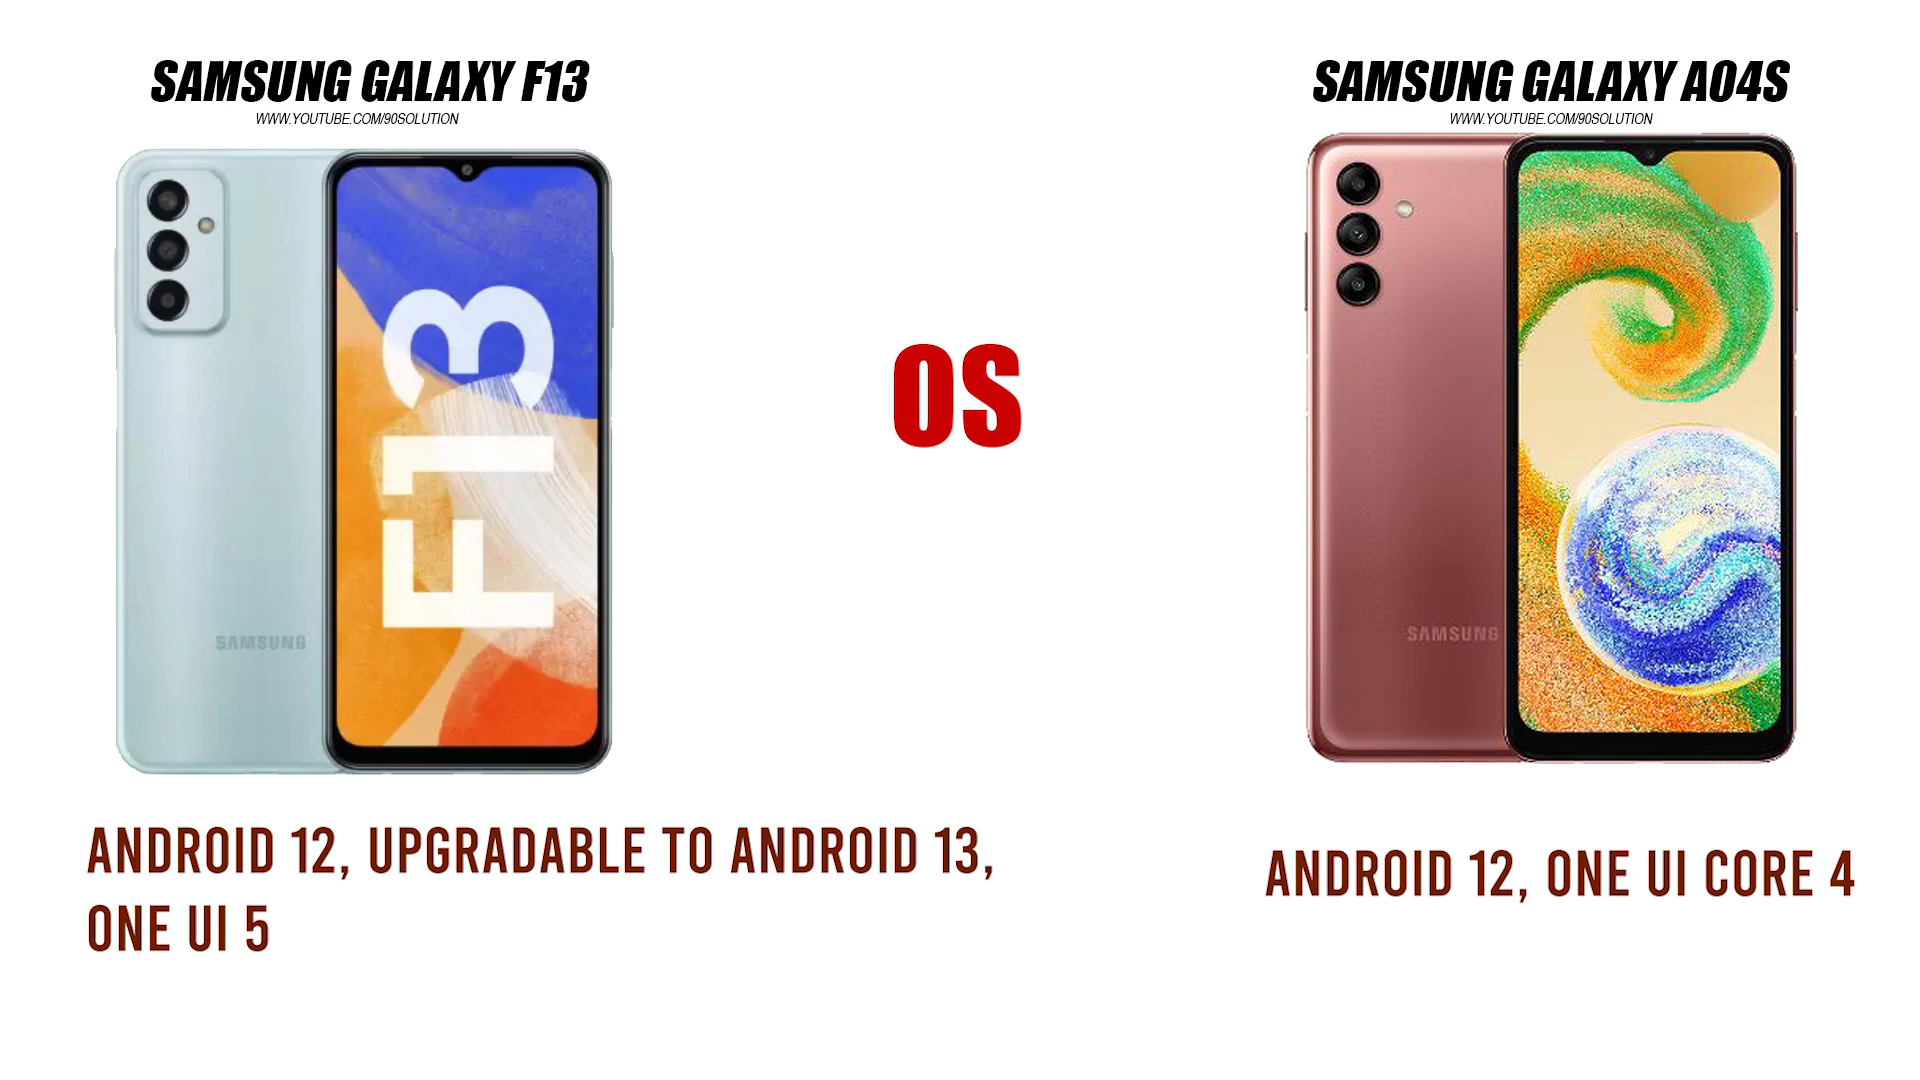 SAMSUNG GALAXY F13
WWW.YOUTUBE.COM/90SOLUTION
SAMSUNG
F13
ANDROID 12, UPGRADABLE TO ANDROID 13,
ONE UI 5
OS
SAMSUNG GALAXY A04S
WWW.YOUTUBE.COM/90SOLUTION
SAMSUNG
ANDROID 12, ONE UI CORE 4